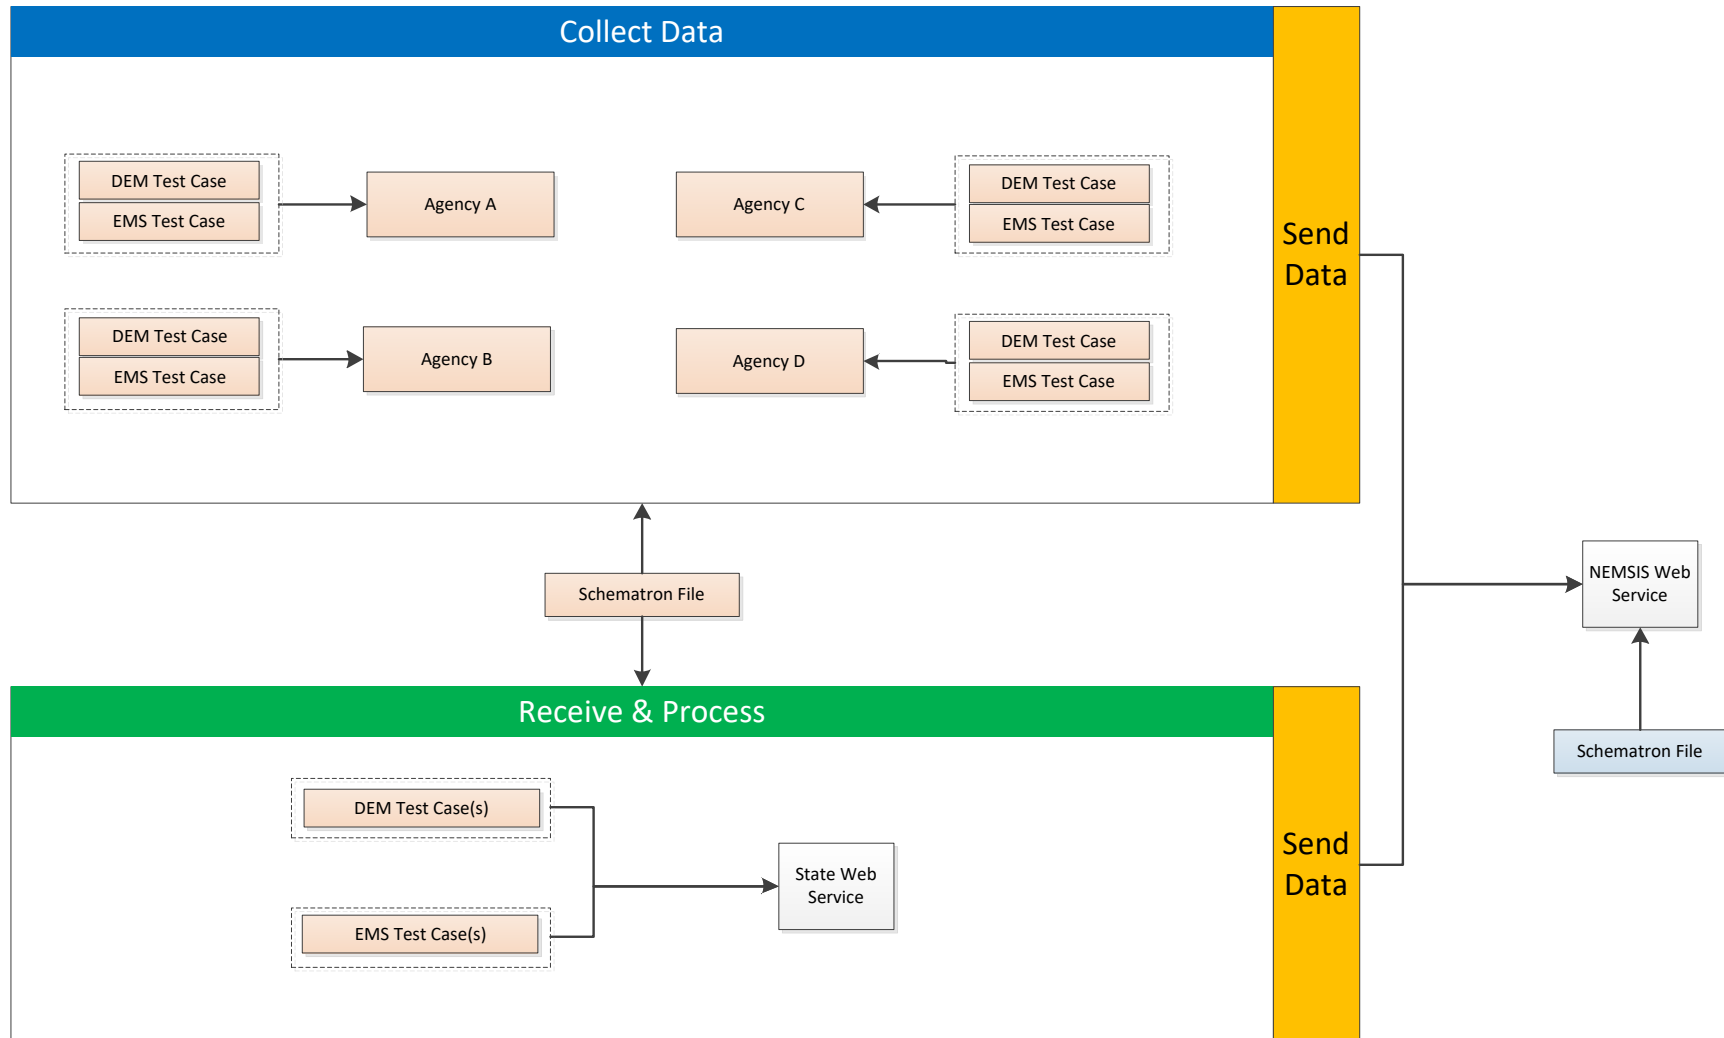 Collect Data
DEM Test Case
EMS Test Case
Agency A
Agency C
DEM Test Case
EMS Test Case
Send
Data
DEM Test Case
EMS Test Case
Agency B
Agency D
DEM Test Case
EMS Test Case
Schematron File
NEMSIS Web
Service
Schematron File
Receive & Process
DEM Test Case(s)
EMS Test Case(s)
State Web
Service
Send
Data